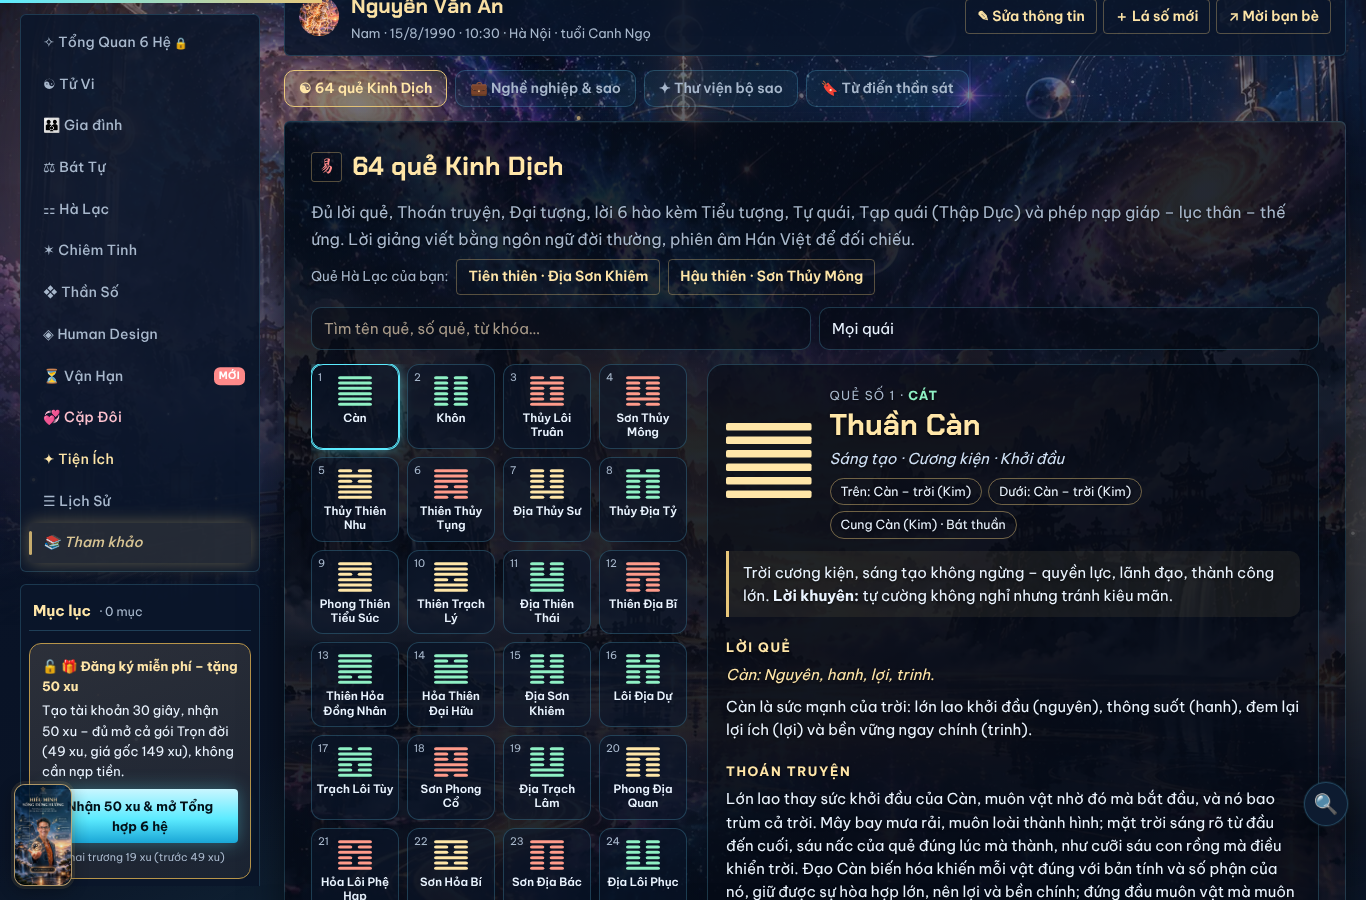 Nguyễn Văn An
Nam · 15/8/1990 · 10:30 · Hà Nội · tuổi Canh Ngọ
✎ Sửa thông tin
+ Lá số mới
↗ Mời bạn bè
✧ Tổng Quan 6 Hệ 🔒
☯ Tử Vi
👪 Gia đình
⚖ Bát Tự
⚏ Hà Lạc
✶ Chiêm Tinh
❖ Thần Số
◈ Human Design
⏳ Vận Hạn
MỚI
💞 Cặp Đôi
✦ Tiện Ích
☰ Lịch Sử
📚 Tham khảo
Mục lục · 0 mục
🔓 🎁 Đăng ký miễn phí – tặng
50 xu
Tạo tài khoản 30 giây, nhận
50 xu – đủ mở cả gói Trọn đời
(49 xu, giá gốc 149 xu), không
cần nạp tiền.
Nhận 50 xu & mở Tổng
hợp 6 hệ
19 xu (trước 49 xu)
HIẾU MINH
☯ 64 quẻ Kinh Dịch
💼 Nghề nghiệp & sao
✦ Thư viện bộ sao
🔖 Từ điển thần sát
64 quẻ Kinh Dịch
Đủ lời quẻ, Thoán truyện, Đại tượng, lời 6 hào kèm Tiểu tượng, Tự quái, Tạp quái (Thập Dực) và phép nạp giáp – lục thân – thế
ứng. Lời giảng viết bằng ngôn ngữ đời thường, phiên âm Hán Việt để đối chiếu.
Quẻ Hà Lạc của bạn:
Tiên thiên · Địa Sơn Khiêm
Hậu thiên · Sơn Thủy Mông
Tìm tên quẻ, số quẻ, từ khóa...
Mọi quái
1
Càn
2
Khôn
3
Thủy Lôi
Truân
4
Sơn Thủy
Mông
5
Thủy Thiên
Nhu
6
Thiên Thủy
Tụng
7
Địa Thủy Sư
8
Thủy Địa Tỷ
9
Phong Thiên
Tiểu Súc
10
Thiên Trạch
Lý
11
Địa Thiên
Thái
12
Thiên Địa Bĩ
13
Thiên Hỏa
Đồng Nhân
14
Hỏa Thiên
Đại Hữu
15
Địa Sơn
Khiêm
16
Lôi Địa Dự
17
Trạch Lôi Tùy
18
Sơn Phong
Cổ
19
Địa Trạch
Lâm
20
Phong Địa
Quan
21
Hỏa Lôi Phệ
Hạp
22
Sơn Hỏa Bí
23
Sơn Địa Bác
24
Địa Lôi Phục
QUẺ SỐ 1 · CÁT
Thuần Càn
Sáng tạo · Cương kiện · Khởi đầu
Trên: Càn – trời (Kim)
Dưới: Càn – trời (Kim)
Cung Càn (Kim) · Bát thuần
Trời cương kiện, sáng tạo không ngừng – quyền lực, lãnh đạo, thành công
lớn. Lời khuyên: tự cường không nghỉ nhưng tránh kiêu mãn.
LỜI QUẺ
Càn: Nguyên, hanh, lợi, trinh.
Càn là sức mạnh của trời: lớn lao khởi đầu (nguyên), thông suốt (hanh), đem lại
lợi ích (lợi) và bền vững ngay chính (trinh).
THOÁN TRUYỆN
Lớn lao thay sức khởi đầu của Càn, muôn vật nhờ đó mà bắt đầu, và nó bao
trùm cả trời. Mây bay mưa rải, muôn loài thành hình; mặt trời sáng rõ từ đầu
đến cuối, sáu nấc của quẻ đúng lúc mà thành, như cưỡi sáu con rồng mà điều
khiển trời. Đạo Càn biến hóa khiến mỗi vật đúng với bản tính và số phận của
nó, giữ được sự hòa hợp lớn, nên lợi và bền chính; đứng đầu muôn vật mà muôn